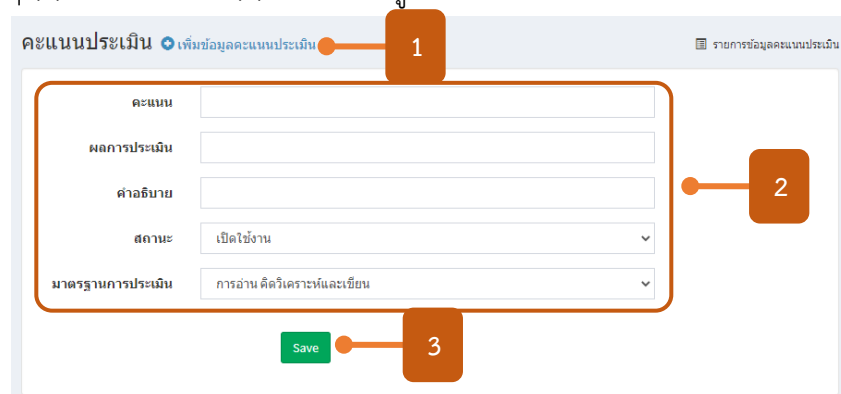 คะแนนประเมิน เพิ่มข้อมูลคะแนนประเมิน 1 รายการข้อมูลคะแนนประเมิน
คะแนน
ผลการประเมิน
คำอธิบาย 2
สถานะ เปิดใช้งาน
มาตรฐานการประเมิน การอ่าน คิดวิเคราะห์และเขียน
Save 3